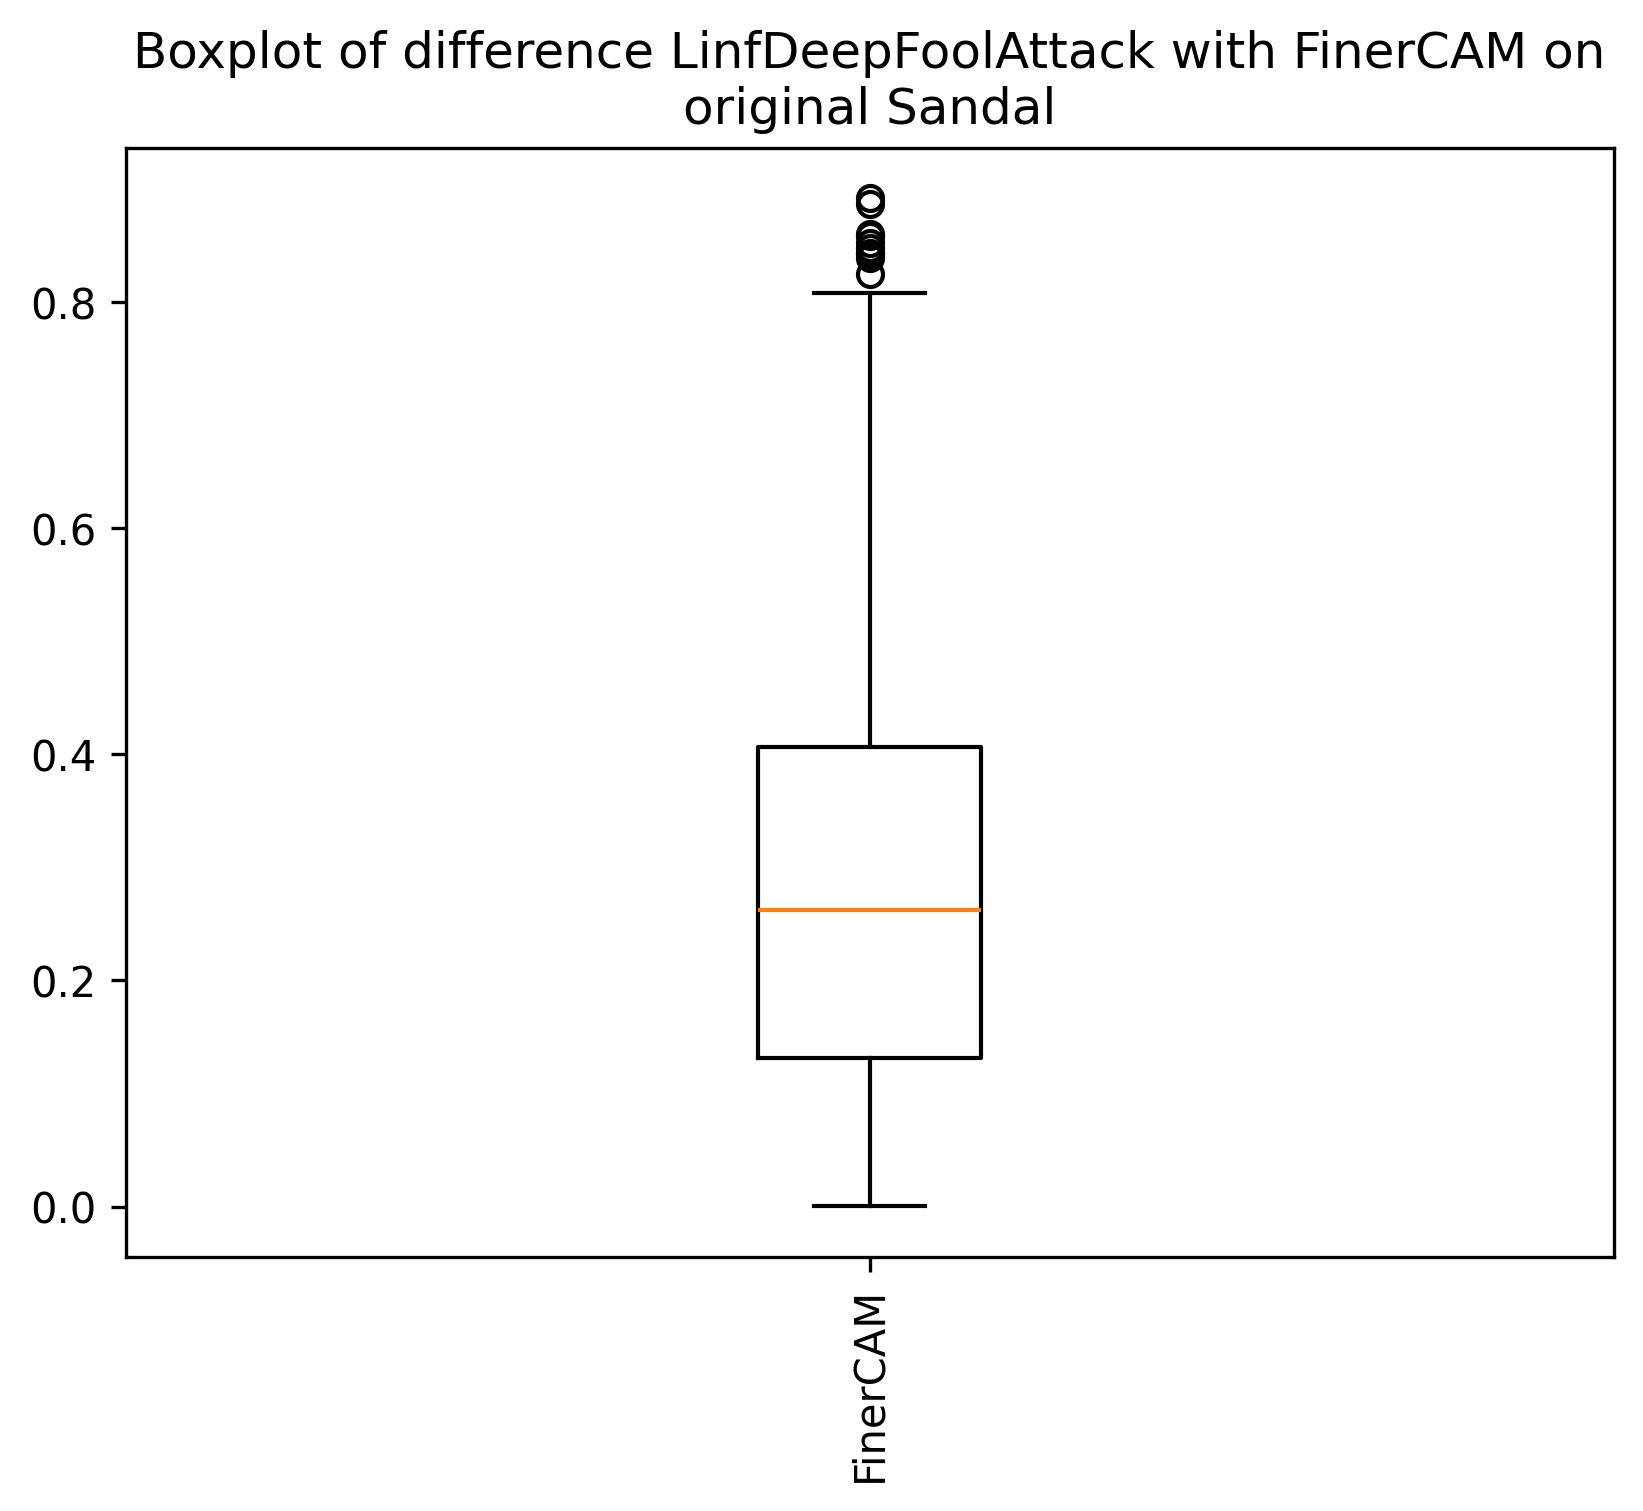 Boxplot of difference LinfDeepFoolAttack with FinerCAM on
original Sandal
0.8
0.6
0.4
0.2
0.0
FinerCAM